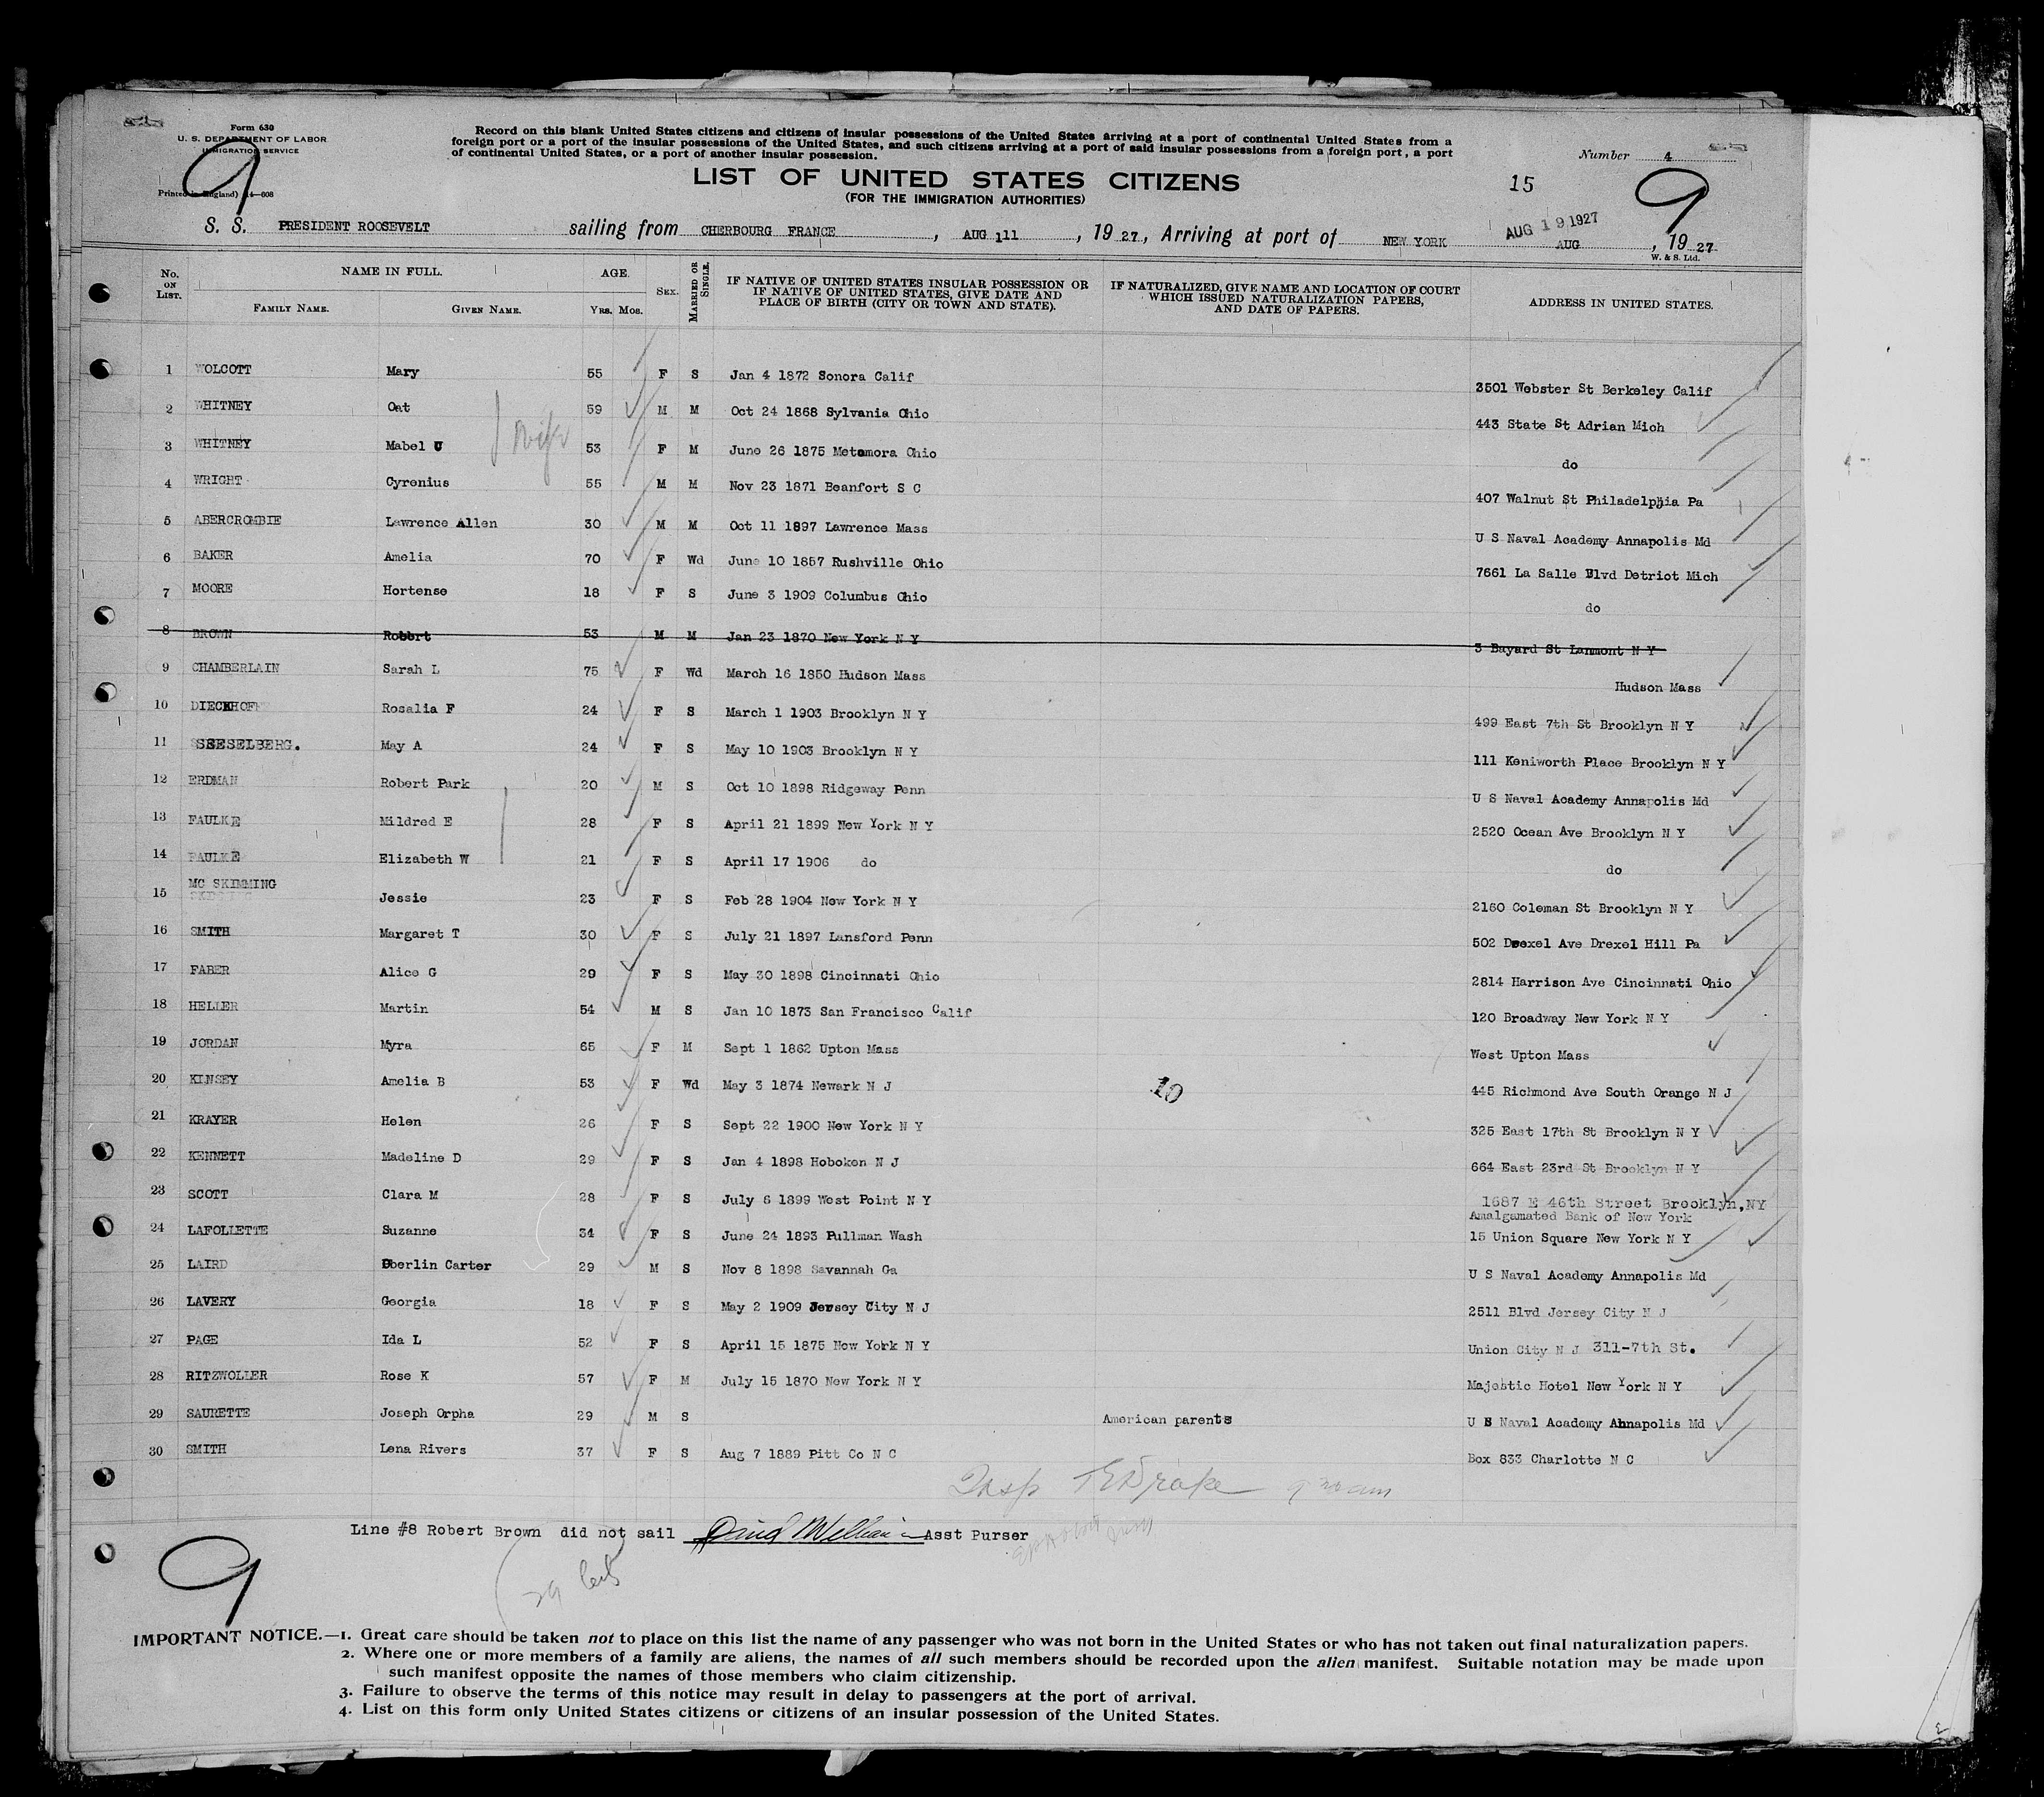 Form 630
U. S. DEPARTMENT OF LABOR
IMMIGRATION SERVICE
Record on this blank United States citizens and citizens of insular possessions of the United States arriving at a port of continental United States from a
foreign port or a port of the insular possessions of the United States, and such citizens arriving at a port of said insular possessions from a foreign port, a port
of continental United States, or a port of another insular possession.
Number 4
9
Printed in England) 14-608
LIST OF UNITED STATES CITIZENS
(FOR THE IMMIGRATION AUTHORITIES)
15
9
AUG 19 1927
S. S. PRESIDENT ROOSEVELT sailing from CHERBOURG FRANCE, AUG 111, 1927, Arriving at port of NEW YORK AUG, 1927
W. & S. Ltd.
No. ON LIST. NAME IN FULL. FAMILY NAME. GIVEN NAME. AGE. YRS. MOS. SEX. MARRIED OR SINGLE. IF NATIVE OF UNITED STATES INSULAR POSSESSION OR IF NATIVE OF UNITED STATES, GIVE DATE AND PLACE OF BIRTH (CITY OR TOWN AND STATE). IF NATURALIZED, GIVE NAME AND LOCATION OF COURT WHICH ISSUED NATURALIZATION PAPERS, AND DATE OF PAPERS. ADDRESS IN UNITED STATES.
1 WOLCOTT Mary 55 F S Jan 4 1872 Sonora Calif 3501 Webster St Berkeley Calif
2 WHITNEY Oat 59 M M Oct 24 1868 Sylvania Ohio 443 State St Adrian Mich
wife
3 WHITNEY Mabel U 53 F M June 26 1875 Metamora Ohio do
4 WRIGHT Cyrenius 55 M M Nov 23 1871 Beanfort S C 407 Walnut St Philadelphia Pa
5 ABERCROMBIE Lawrence Allen 30 M M Oct 11 1897 Lawrence Mass U S Naval Academy Annapolis Md
6 BAKER Amelia 70 F Wd June 10 1857 Rushville Ohio 7661 La Salle Blvd Detriot Mich
7 MOORE Hortense 18 F S June 3 1909 Columbus Ohio do
8 BROWN Robert 53 M M Jan 23 1870 New York N Y 3 Bayard St Lanmont N Y
9 CHAMBERLAIN Sarah L 75 F Wd March 16 1850 Hudson Mass Hudson Mass
10 DIECKHOFF Rosalia F 24 F S March 1 1903 Brooklyn N Y 499 East 7th St Brooklyn N Y
11 SSESELBERG. May A 24 F S May 10 1903 Brooklyn N Y 111 Keniworth Place Brooklyn N Y
12 ERDMAN Robert Park 20 M S Oct 10 1898 Ridgeway Penn U S Naval Academy Annapolis Md
13 FAULKE Mildred E 28 F S April 21 1899 New York N Y 2520 Ocean Ave Brooklyn N Y
14 FAULKE Elizabeth W 21 F S April 17 1906 do do
15 MC SKIMMING Jessie 23 F S Feb 28 1904 New York N Y 2160 Coleman St Brooklyn N Y
16 SMITH Margaret T 30 F S July 21 1897 Lansford Penn 502 Drexel Ave Drexel Hill Pa
17 FABER Alice G 29 F S May 30 1898 Cincinnati Ohio 2814 Harrison Ave Cincinnati Ohio
18 HELLER Martin 54 M S Jan 10 1873 San Francisco Calif 120 Broadway New York N Y
19 JORDAN Myra 65 F M Sept 1 1862 Upton Mass West Upton Mass
20 KINSEY Amelia B 53 F Wd May 3 1874 Newark N J 10 445 Richmond Ave South Orange N J
21 KRAYER Helen 26 F S Sept 22 1900 New York N Y 325 East 17th St Brooklyn N Y
22 KENNETT Madeline D 29 F S Jan 4 1898 Hoboken N J 664 East 23rd St Brooklyn N Y
23 SCOTT Clara M 28 F S July 6 1899 West Point N Y 1687 E 46th Street Brooklyn, NY
Amalgamated Bank of New York
24 LAFOLLETTE Suzanne 34 F S June 24 1893 Pullman Wash 15 Union Square New York N Y
25 LAIRD Oberlin Carter 29 M S Nov 8 1898 Savannah Ga U S Naval Academy Annapolis Md
26 LAVERY Georgia 18 F S May 2 1909 Jersey City N J 2511 Blvd Jersey City N J
27 PAGE Ida L 52 F S April 15 1875 New York N Y Union City N J 311-7th St.
28 RITZWOLLER Rose K 57 F M July 15 1870 New York N Y Majestic Hotel New York N Y
29 SAURETTE Joseph Orpha 29 M S American parents U S Naval Academy Annapolis Md
30 SMITH Lena Rivers 37 F S Aug 7 1889 Pitt Co N C Box 833 Charlotte N C
Insp Drake 9 30 am
Line #8 Robert Brown did not sail Asst Purser
9
29
IMPORTANT NOTICE.—1. Great care should be taken not to place on this list the name of any passenger who was not born in the United States or who has not taken out final naturalization papers.
2. Where one or more members of a family are aliens, the names of all such members should be recorded upon the alien manifest. Suitable notation may be made upon
such manifest opposite the names of those members who claim citizenship.
3. Failure to observe the terms of this notice may result in delay to passengers at the port of arrival.
4. List on this form only United States citizens or citizens of an insular possession of the United States.